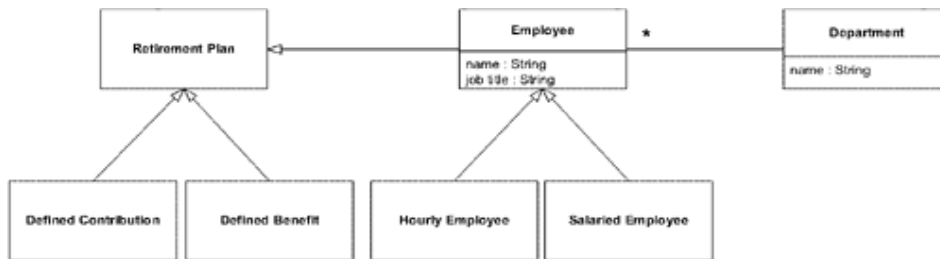 Retirement Plan
Employee
name : String
job title : String
*
Department
name : String
Defined Contribution
Defined Benefit
Hourly Employee
Salaried Employee